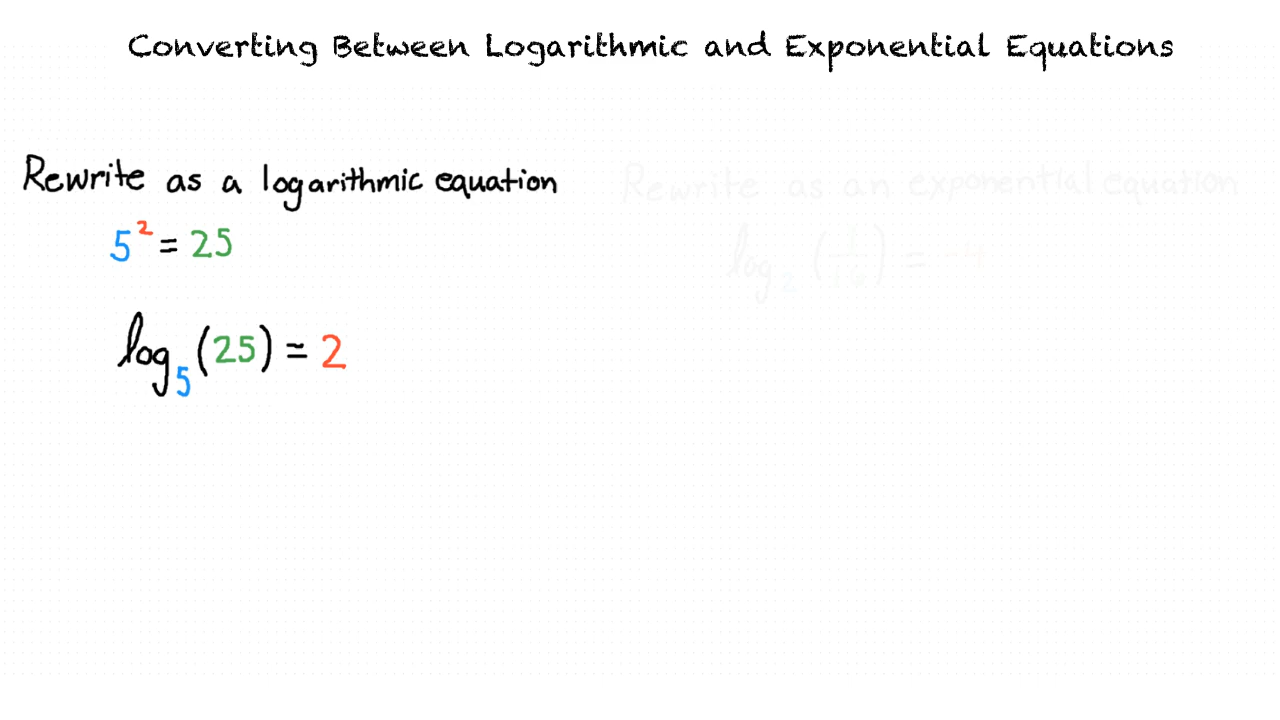 Converting Between Logarithmic and Exponential Equations
Rewrite as a logarithmic equation
5² = 25
log₅(25) = 2
Rewrite as an exponential equation
log₂(1/16) = -4